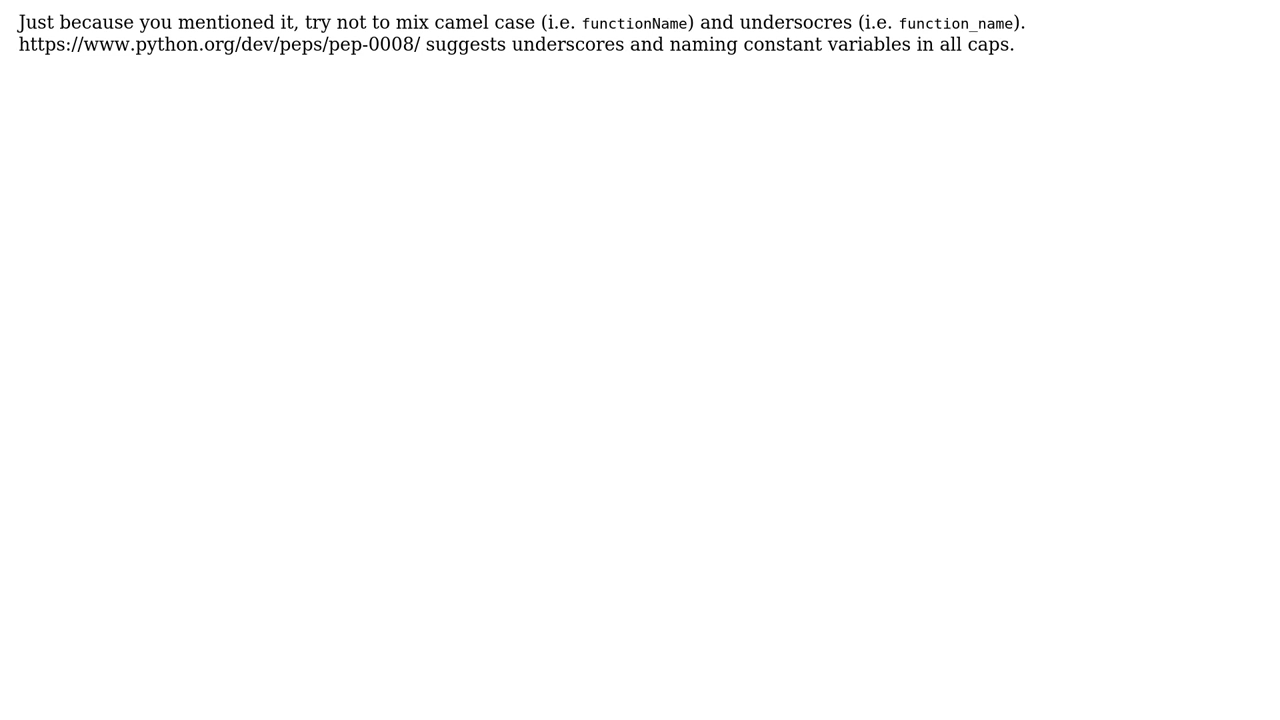 Just because you mentioned it, try not to mix camel case (i.e. functionName) and undersocres (i.e. function_name).
https://www.python.org/dev/peps/pep-0008/ suggests underscores and naming constant variables in all caps.